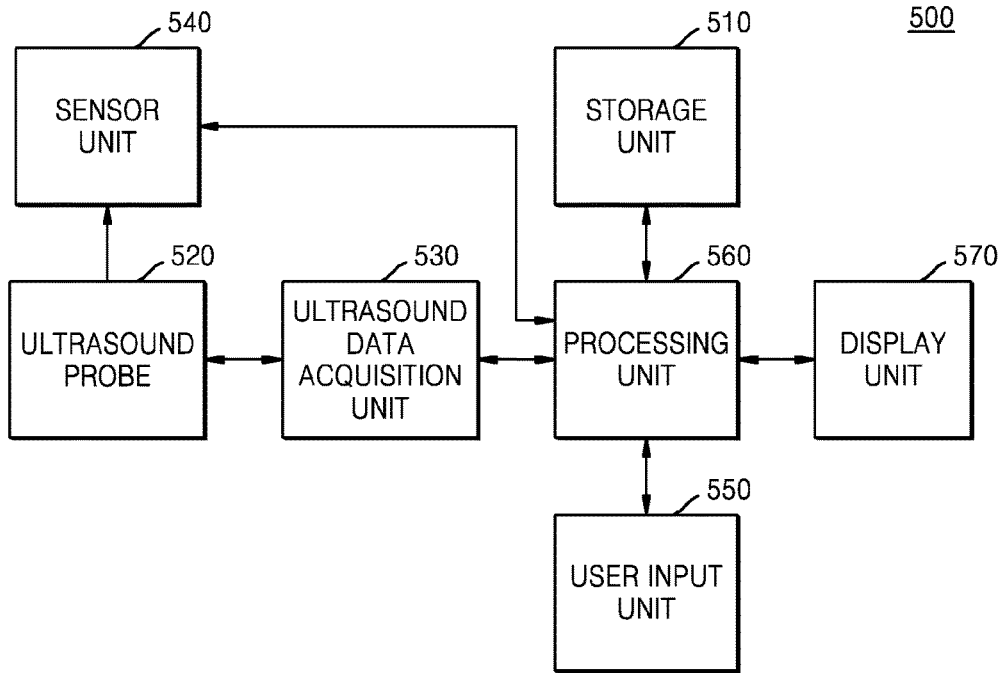 500
540
SENSOR
UNIT
510
STORAGE
UNIT
520
ULTRASOUND
PROBE
530
ULTRASOUND
DATA
ACQUISITION
UNIT
560
PROCESSING
UNIT
570
DISPLAY
UNIT
550
USER INPUT
UNIT